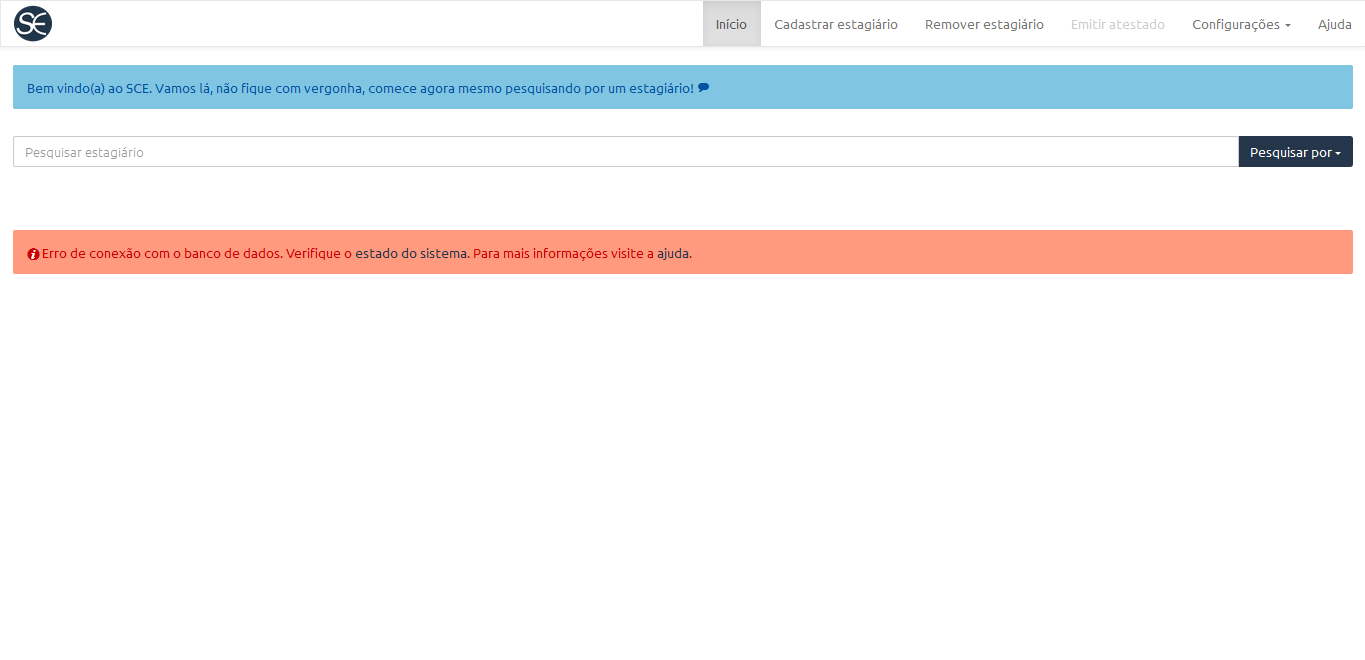 SE
Início Cadastrar estagiário Remover estagiário Emitir atestado Configurações Ajuda
Bem vindo(a) ao SCE. Vamos lá, não fique com vergonha, comece agora mesmo pesquisando por um estagiário!
Pesquisar estagiário Pesquisar por
Erro de conexão com o banco de dados. Verifique o estado do sistema. Para mais informações visite a ajuda.